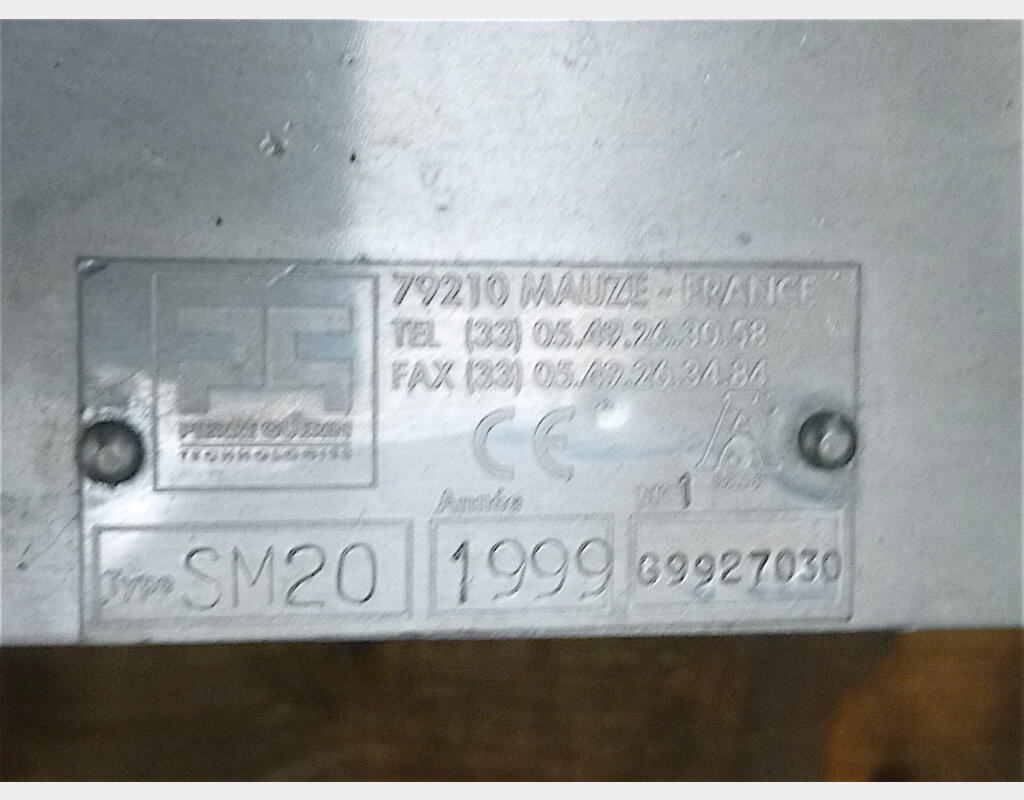 79210 MAUZE - FRANCE
TEL (33) 05.49.26.30.58
FAX (33) 05.49.26.34.84
TECHNOLOGIES
CE
Année
N° 1
Type SM20
1999
G9927030